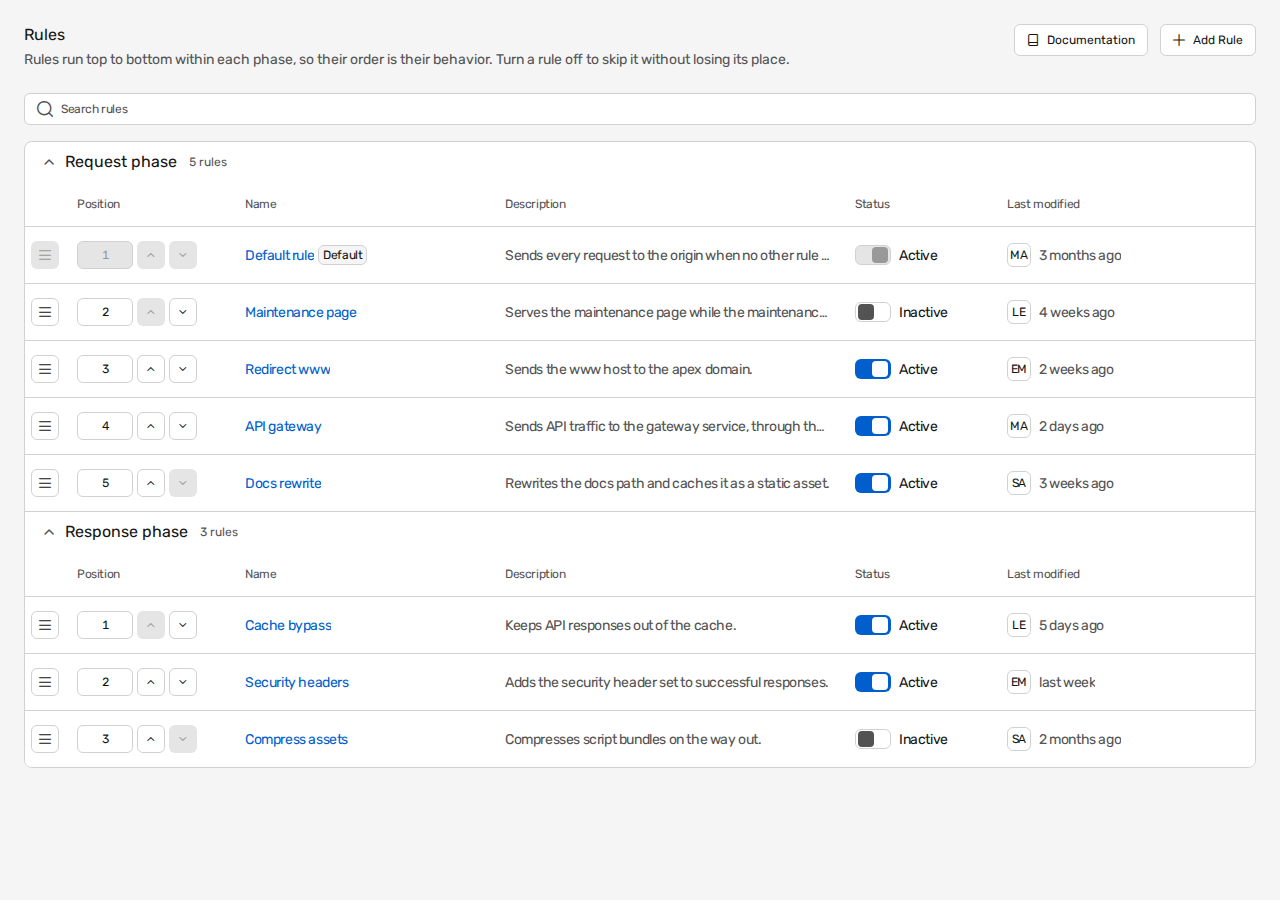 Rules
Rules run top to bottom within each phase, so their order is their behavior. Turn a rule off to skip it without losing its place.
Documentation
Add Rule
Search rules
Request phase 5 rules
Position Name Description Status Last modified
1 Default rule Default Sends every request to the origin when no other rule ... Active MA 3 months ago
2 Maintenance page Serves the maintenance page while the maintenanc... Inactive LE 4 weeks ago
3 Redirect www Sends the www host to the apex domain. Active EM 2 weeks ago
4 API gateway Sends API traffic to the gateway service, through th... Active MA 2 days ago
5 Docs rewrite Rewrites the docs path and caches it as a static asset. Active SA 3 weeks ago
Response phase 3 rules
Position Name Description Status Last modified
1 Cache bypass Keeps API responses out of the cache. Active LE 5 days ago
2 Security headers Adds the security header set to successful responses. Active EM last week
3 Compress assets Compresses script bundles on the way out. Inactive SA 2 months ago